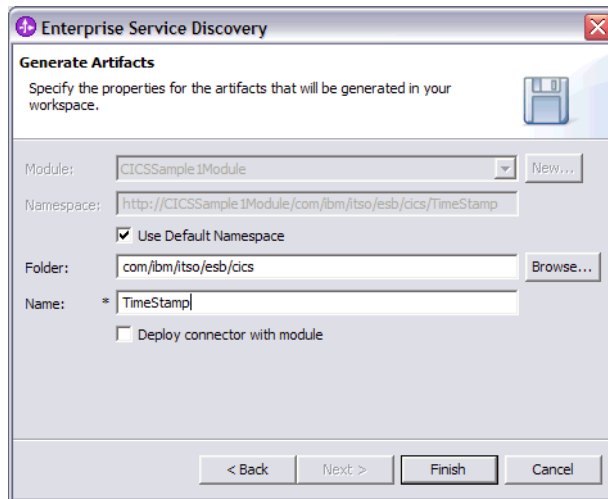 Enterprise Service Discovery
Generate Artifacts
Specify the properties for the artifacts that will be generated in your
workspace.
Module: CICSSample1Module New...
Namespace: http://CICSSample1Module/com/ibm/itso/esb/cics/TimeStamp
Use Default Namespace
Folder: com/ibm/itso/esb/cics Browse...
Name: * TimeStamp
Deploy connector with module
< Back Next > Finish Cancel